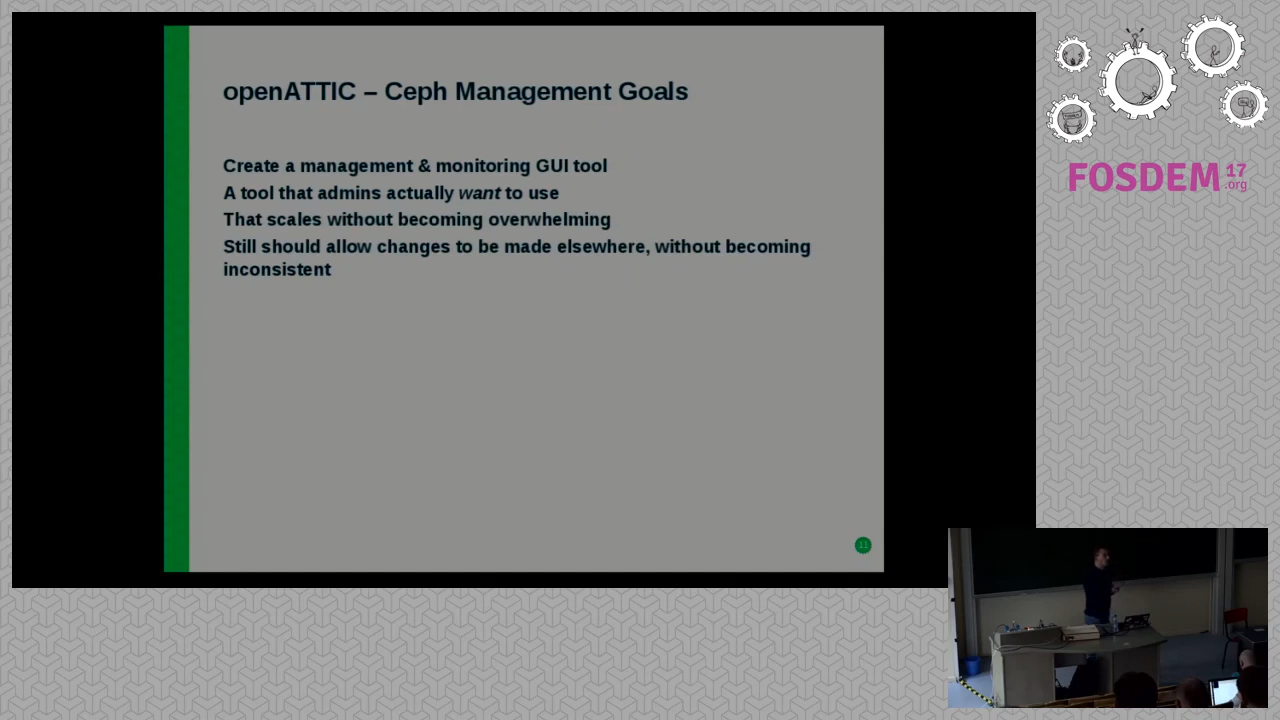 openATTIC – Ceph Management Goals
Create a management & monitoring GUI tool
A tool that admins actually want to use
That scales without becoming overwhelming
Still should allow changes to be made elsewhere, without becoming
inconsistent
11
FOSDEM 17
.org